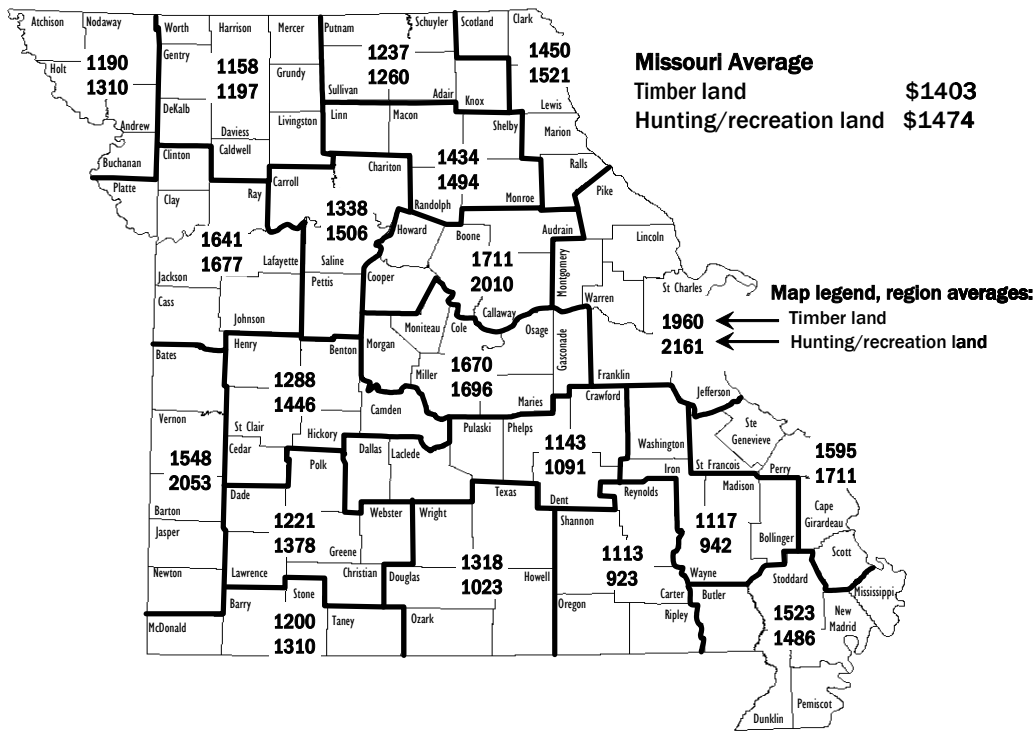 Missouri Average
Timber land $1403
Hunting/recreation land $1474
Map legend, region averages:
Timber land
Hunting/recreation land
Atchison
Nodaway
Worth
Harrison
Mercer
Putnam
Schuyler
Scotland
Clark
Gentry
Holt
1190
1310
1158
1197
1237
1260
1450
1521
Grundy
Sullivan
Adair
Knox
Lewis
DeKalb
Andrew
Daviess
Livingston
Linn
Macon
Shelby
Marion
Buchanan
Clinton
Caldwell
Chariton
1434
1494
Ralls
Platte
Clay
Ray
Carroll
Randolph
Monroe
Pike
1338
1506
Howard
Boone
Audrain
Lincoln
1641
1677
Lafayette
Saline
Cooper
1711
2010
Montgomery
St Charles
Jackson
Cass
Pettis
Warren
Johnson
Callaway
1960
2161
Moniteau
Cole
Osage
Gasconade
Bates
Henry
Benton
Morgan
Miller
1670
1696
Franklin
1288
1446
Camden
Maries
Crawford
Jefferson
Vernon
St Clair
Hickory
Pulaski
Phelps
Washington
Ste
Genevieve
Cedar
Polk
Dallas
Laclede
1143
1091
1595
1711
1548
2053
Iron
St Francois
Perry
Dade
Texas
Dent
Reynolds
Madison
Barton
Webster
Wright
Shannon
Cape
Girardeau
Jasper
1221
1378
Greene
1117
942
Bollinger
Scott
1318
1023
1113
923
Newton
Lawrence
Christian
Douglas
Howell
Wayne
Stoddard
Mississippi
Barry
Stone
Oregon
Carter
Butler
McDonald
1200
1310
Taney
Ozark
Ripley
1523
1486
New
Madrid
Pemiscot
Dunklin